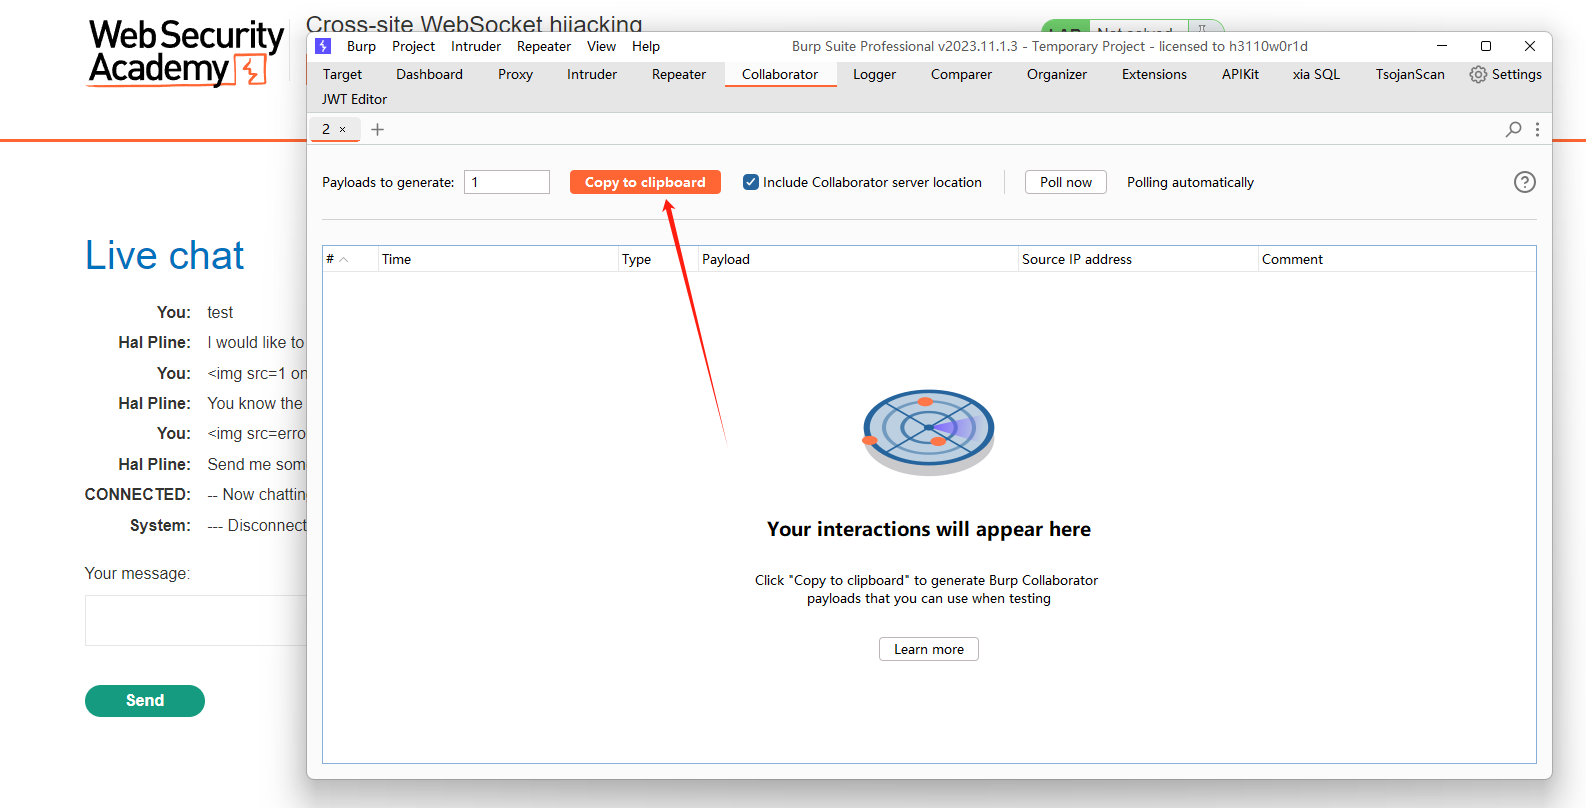 Web Security
Academy
Cross-site WebSocket hijacking
LAB Not solved
Burp Project Intruder Repeater View Help
Burp Suite Professional v2023.11.1.3 - Temporary Project - licensed to h3110w0r1d
Target Dashboard Proxy Intruder Repeater Collaborator Logger Comparer Organizer Extensions APIKit xia SQL TsojanScan Settings
JWT Editor
2 × +
Payloads to generate: 1 Copy to clipboard Include Collaborator server location Poll now Polling automatically ?
# Time Type Payload Source IP address Comment
Your interactions will appear here
Click "Copy to clipboard" to generate Burp Collaborator
payloads that you can use when testing
Learn more
Live chat
You: test
Hal Pline: I would like to
You: <img src=1 on
Hal Pline: You know the
You: <img src=erro
Hal Pline: Send me som
CONNECTED: -- Now chattin
System: --- Disconnect
Your message:
Send